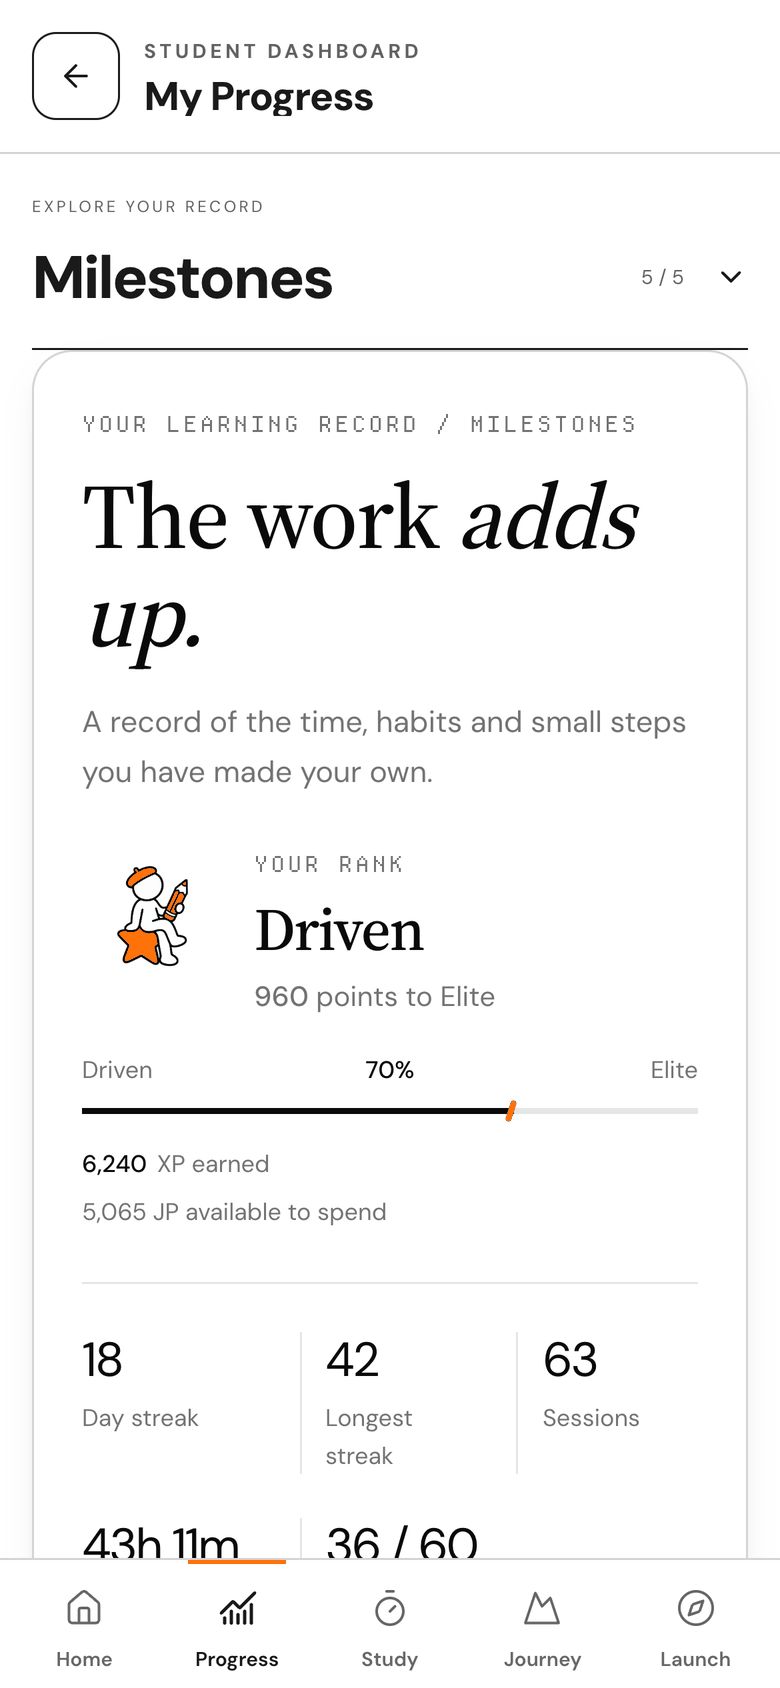 STUDENT DASHBOARD
My Progress
EXPLORE YOUR RECORD
Milestones
5 / 5
YOUR LEARNING RECORD / MILESTONES
The work adds
up.
A record of the time, habits and small steps
you have made your own.
YOUR RANK
Driven
960 points to Elite
Driven 70% Elite
6,240 XP earned
5,065 JP available to spend
18 42 63
Day streak Longest streak Sessions
43h 11m 36 / 60
Home Progress Study Journey Launch